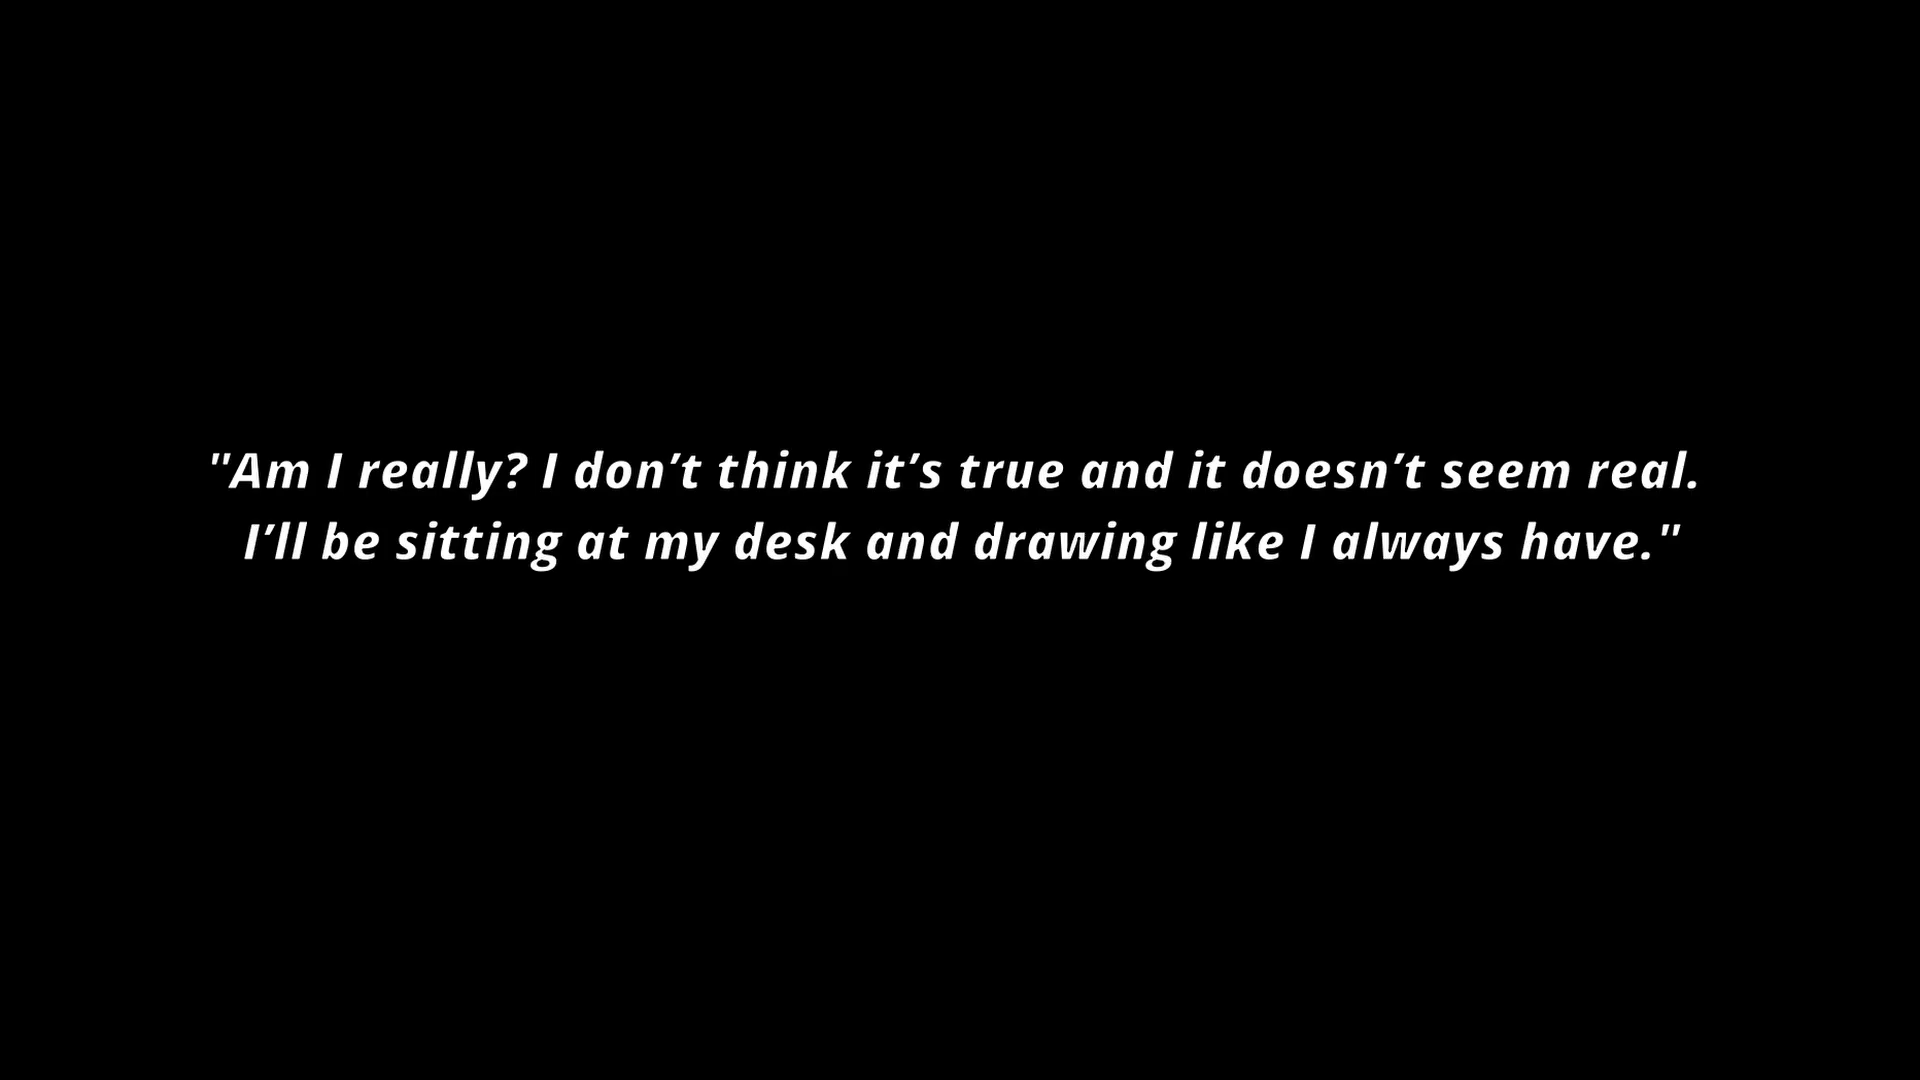 "Am I really? I don’t think it’s true and it doesn’t seem real.
I’ll be sitting at my desk and drawing like I always have."